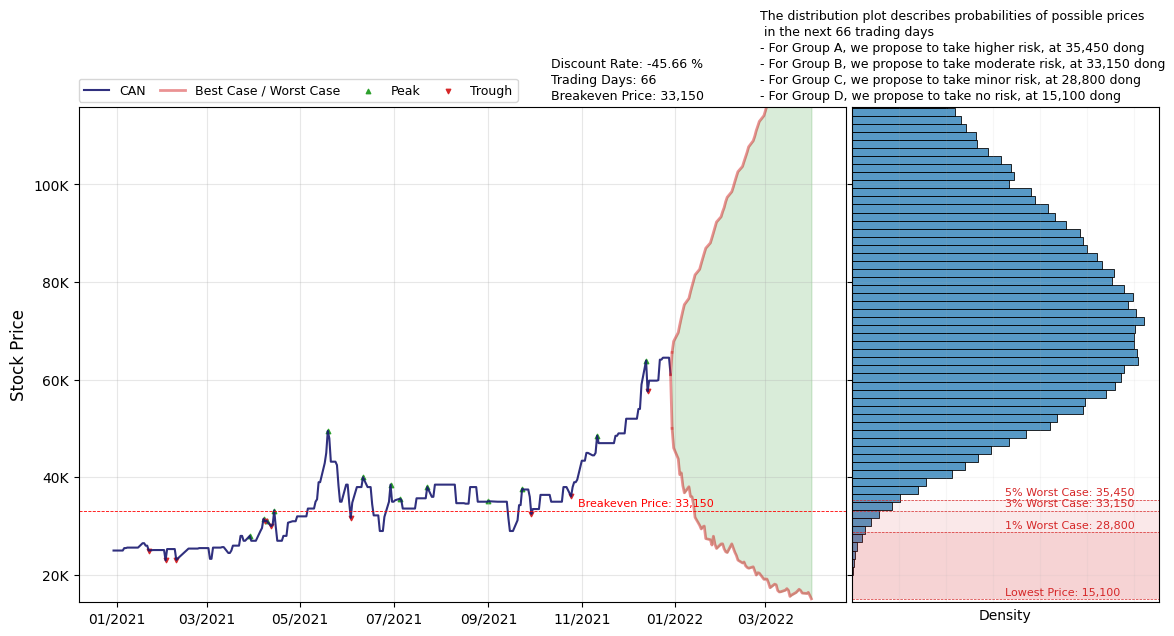 The distribution plot describes probabilities of possible prices
in the next 66 trading days
- For Group A, we propose to take higher risk, at 35,450 dong
- For Group B, we propose to take moderate risk, at 33,150 dong
- For Group C, we propose to take minor risk, at 28,800 dong
- For Group D, we propose to take no risk, at 15,100 dong
Discount Rate: -45.66 %
Trading Days: 66
Breakeven Price: 33,150
CAN
Best Case / Worst Case
Peak
Trough
Stock Price
100K
80K
60K
40K
20K
Breakeven Price: 33,150
01/2021
03/2021
05/2021
07/2021
09/2021
11/2021
01/2022
03/2022
5% Worst Case: 35,450
3% Worst Case: 33,150
1% Worst Case: 28,800
Lowest Price: 15,100
Density